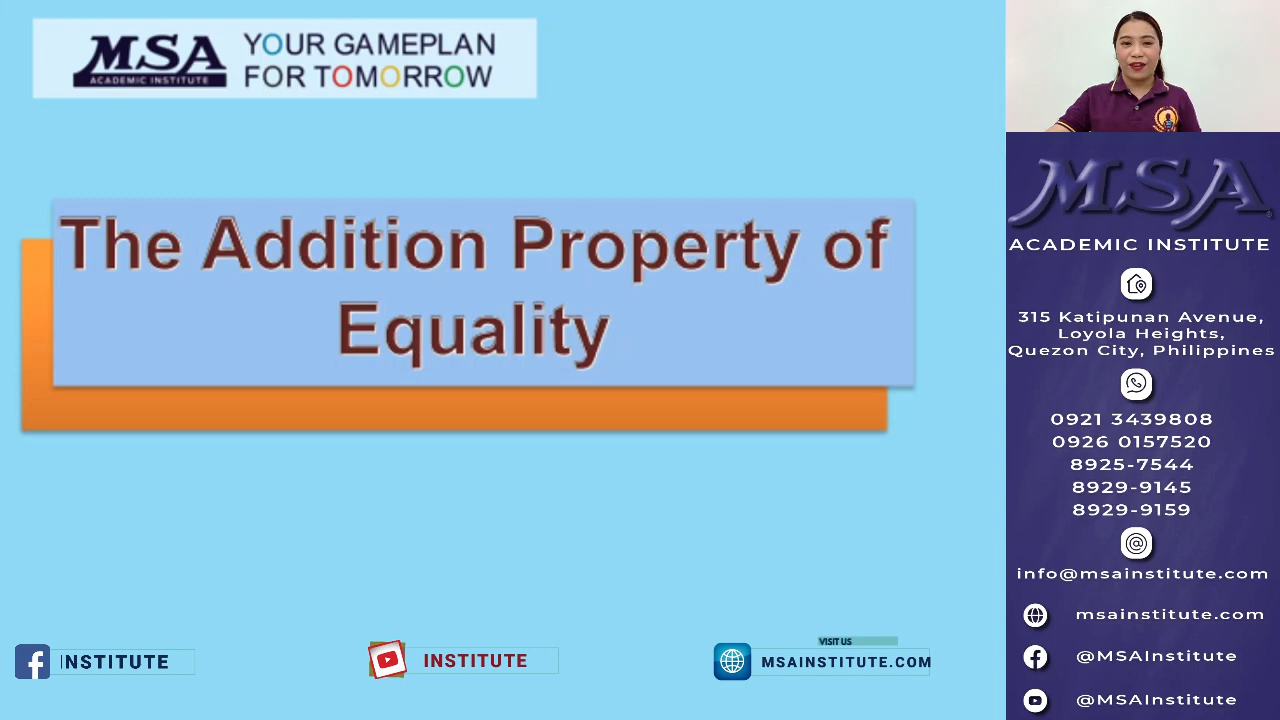 MSA
ACADEMIC INSTITUTE
YOUR GAMEPLAN
FOR TOMORROW
The Addition Property of
Equality
INSTITUTE
INSTITUTE
VISIT US
MSAINSTITUTE.COM
MSA
ACADEMIC INSTITUTE
315 Katipunan Avenue,
Loyola Heights,
Quezon City, Philippines
0921 3439808
0926 0157520
8925-7544
8929-9145
8929-9159
info@msainstitute.com
msainstitute.com
@MSAInstitute
@MSAInstitute